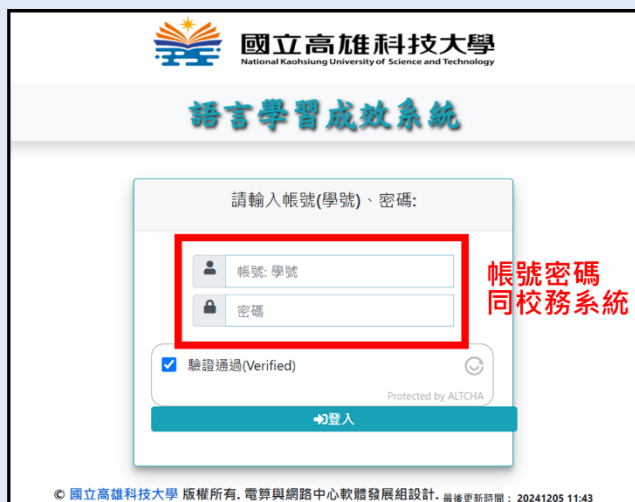 國立高雄科技大學
National Kaohsiung University of Science and Technology
語言學習成效系統
請輸入帳號(學號)、密碼:
帳號: 學號
密碼
帳號密碼
同校務系統
驗證通過(Verified)
Protected by ALTCHA
登入
© 國立高雄科技大學 版權所有. 電算與網路中心軟體發展組設計. 最後更新時間: 20241205 11:43